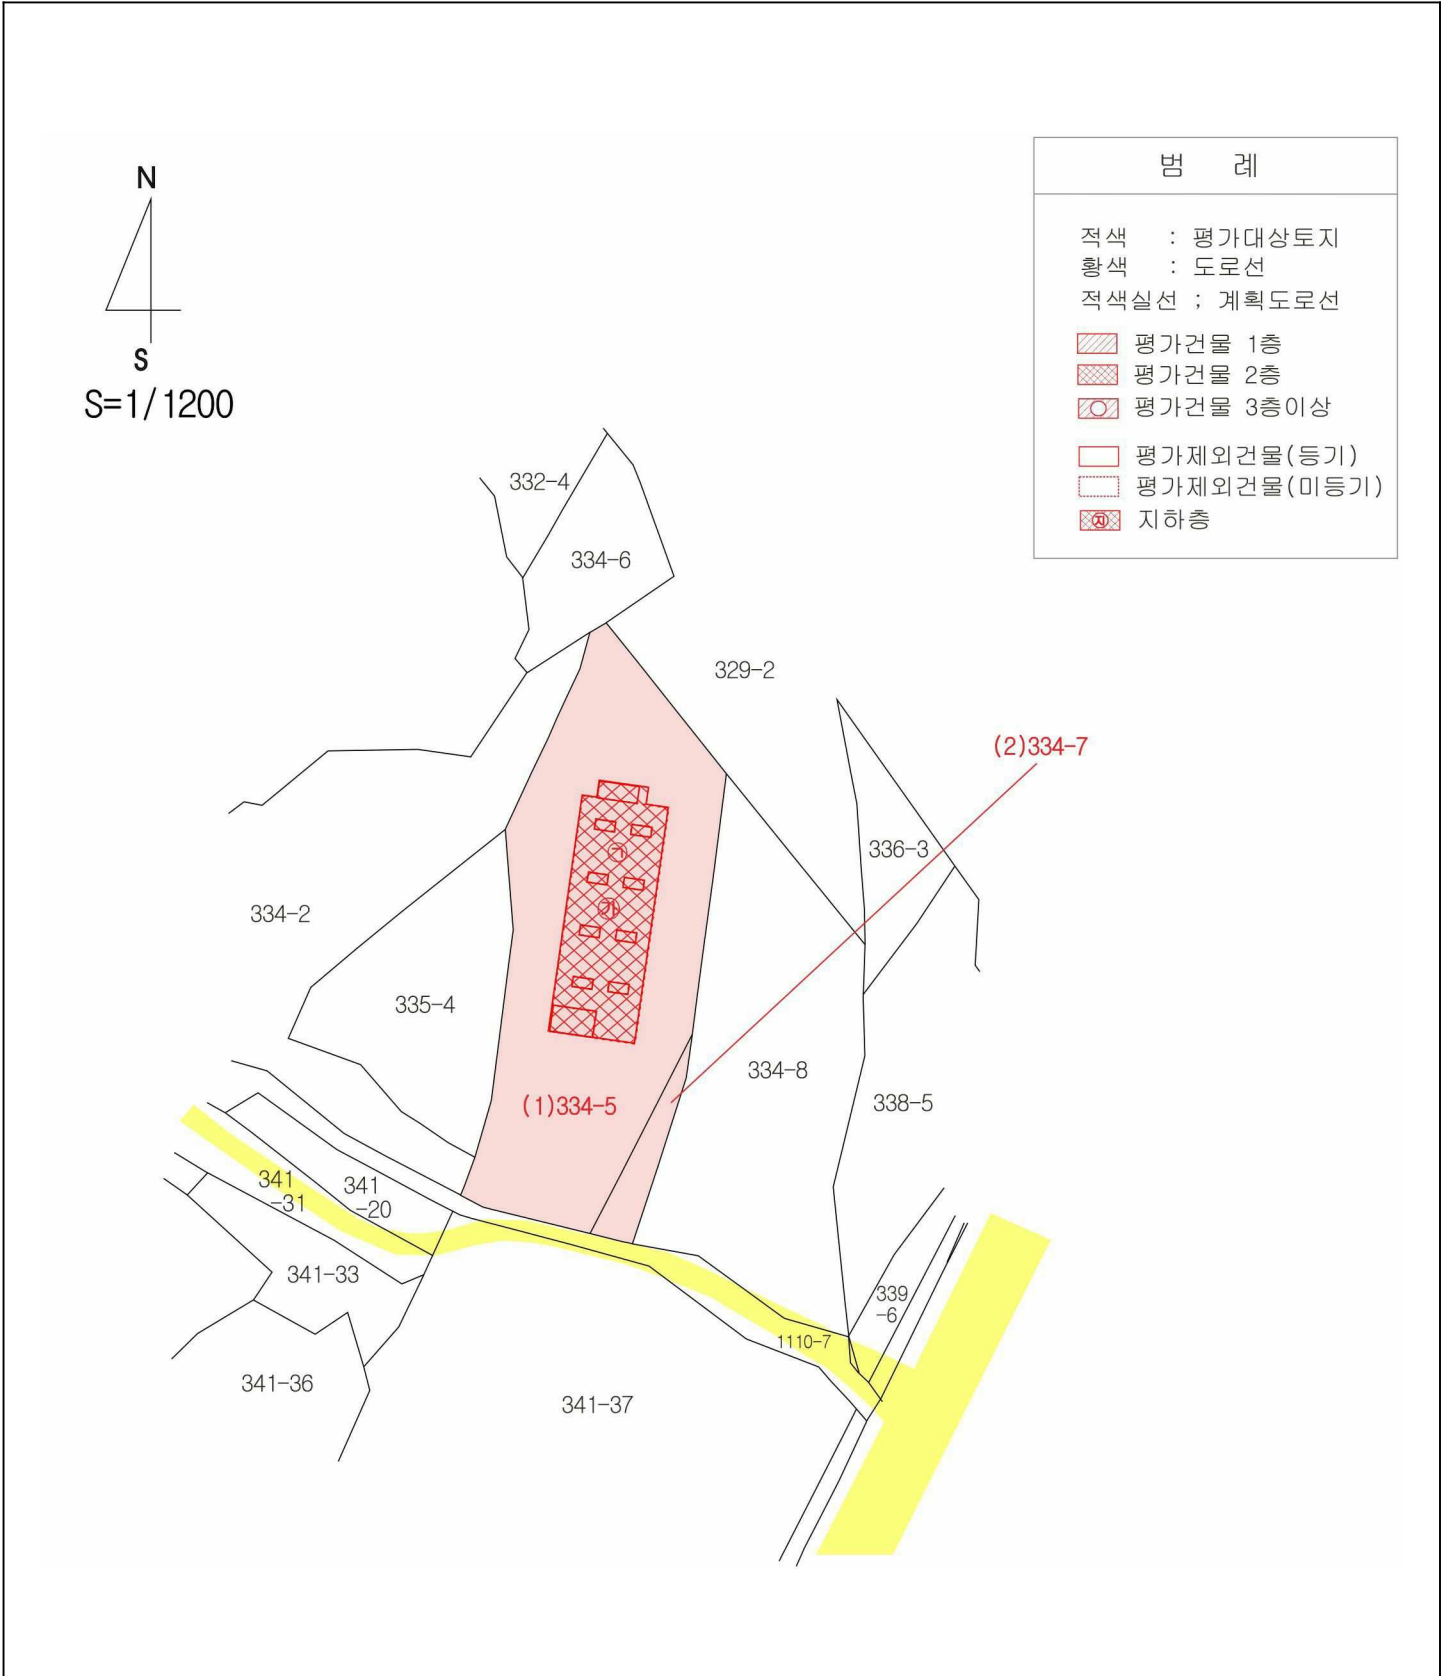 범 례
N
적색 : 평가대상토지
황색 : 도로선
적색실선 ; 계획도로선
평가건물 1층
S
평가건물 2층
S=1/1200
평가건물 3층이상
평가제외건물(등기)
332-4
평가제외건물(미등기)
지 지하층
334-6
329-2
(2)334-7
336-3
ㄱ
334-2
가
335-4
334-8
(1)334-5
338-5
341
-31
341
-20
341-33
339
-6
1110-7
341-36
341-37